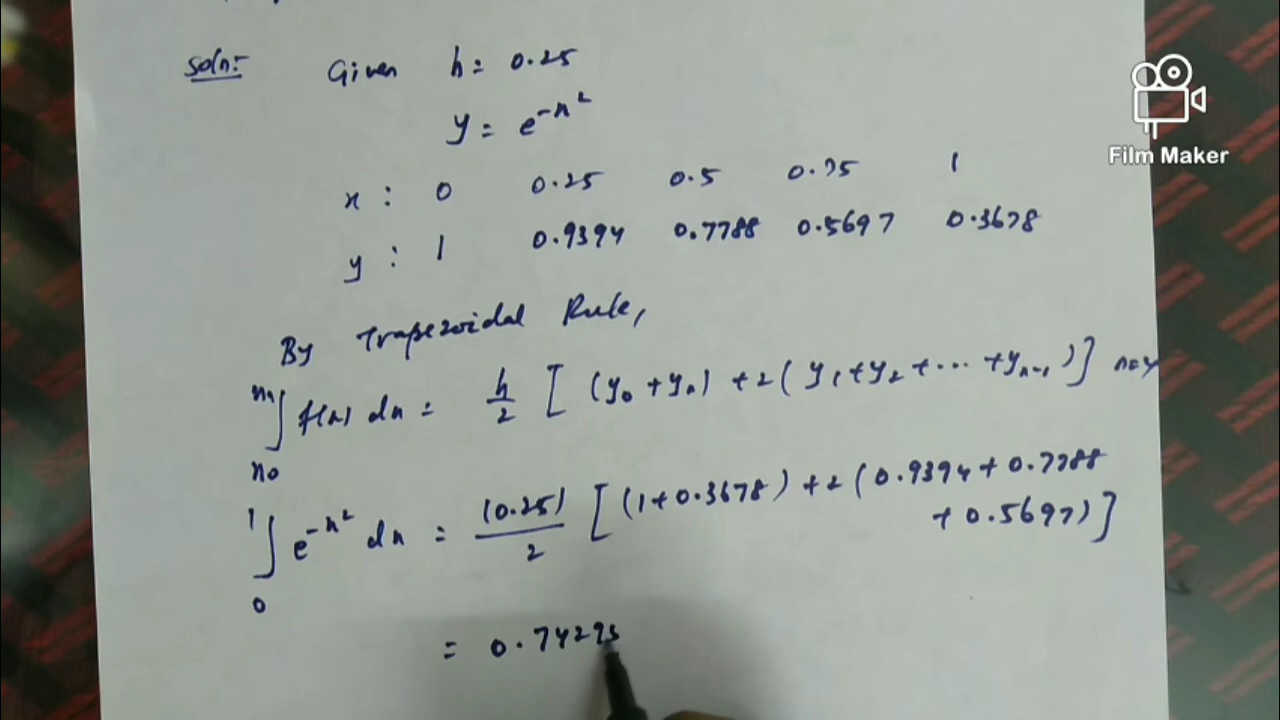 Soln:- Given h = 0.25
y = e^{-x^2}
x : 0 0.25 0.5 0.75 1
y : 1 0.9394 0.7788 0.5697 0.3678
By Trapezoidal Rule,
∫_{x0}^{xn} f(x) dx = h/2 [ (y0 + yn) + 2 ( y1 + y2 + ... + yn-1 ) ] n=4
∫_0^1 e^{-x^2} dx = (0.25)/2 [ (1+0.3678) + 2 ( 0.9394 + 0.7788
+ 0.5697) ]
= 0.74295
Film Maker